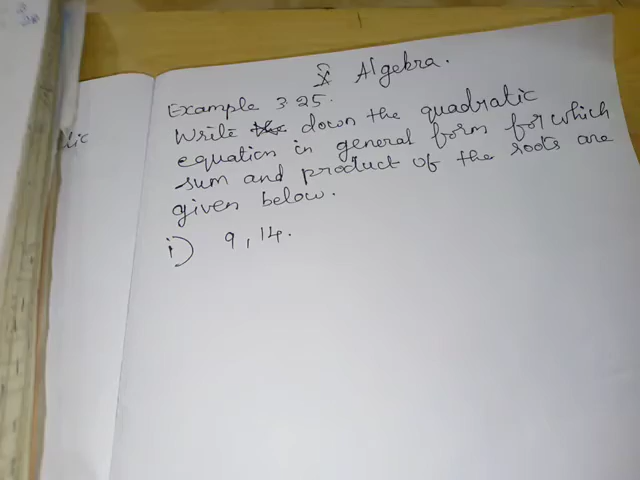 Algebra.
Example 3.25.
Write down the quadratic
equation in general form for which
sum and product of the roots are
given below.
i) 9, 14.